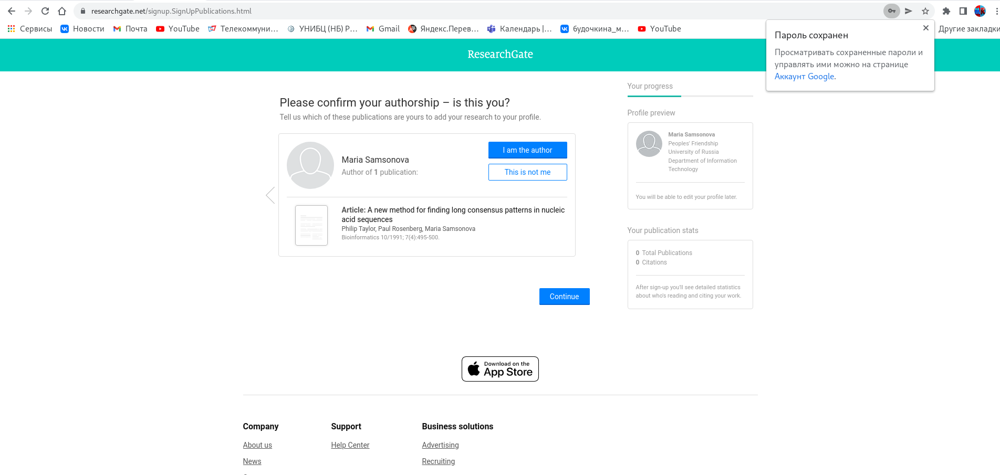 researchgate.net/signup.SignUpPublications.html
Сервисы
Новости
Почта
YouTube
Телекоммуни...
УНИБЦ (НБ) Р...
Gmail
Яндекс.Перев...
Календарь |...
будочкина_м...
YouTube
Другие закладки
Пароль сохранен
Просматривать сохраненные пароли и
управлять ими можно на странице
Аккаунт Google.
ResearchGate
Please confirm your authorship – is this you?
Tell us which of these publications are yours to add your research to your profile.
Maria Samsonova
Author of 1 publication:
I am the author
This is not me
Article: A new method for finding long consensus patterns in nucleic
acid sequences
Philip Taylor, Paul Rosenberg, Maria Samsonova
Bioinformatics 10/1991; 7(4):495-500.
Continue
Your progress
Profile preview
Maria Samsonova
Peoples' Friendship
University of Russia
Department of Information
Technology
You will be able to edit your profile later.
Your publication stats
0 Total Publications
0 Citations
After sign-up you'll see detailed statistics
about who's reading and citing your work.
Download on the
App Store
Company
About us
News
Support
Help Center
Business solutions
Advertising
Recruiting